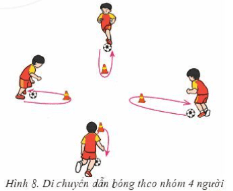 Hình 8. Di chuyển dẫn bóng theo nhóm 4 người